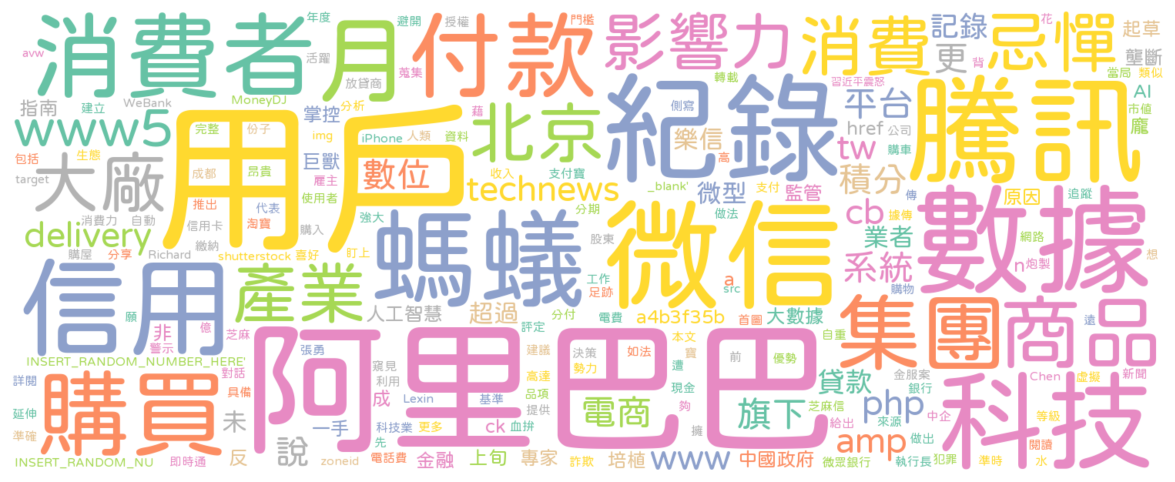 消費者
月
付款
影響力
消費
忌憚
年度
避開
授權
門檻
記錄
更
花
背
起草
壟斷
avw
活躍
放貸商
蒐集
轉載
習近平震怒
當局
類似
指南
建立
WeBank
MoneyDJ
掌控
分析
北京
紀錄
側寫
平台
騰訊
AI
市值
www5
用戶
完整
份子
img
iPhone
人類
資料
樂信
href
公司
龐
包括
生態
大廠
成都
昂貴
巨獸
數位
收入
支付寶
高
tw
購車
target
推出
雇主
technews
_blank'
微型
支付
監管
積分
原因
追蹤
消費力
自動
信用卡
淘寶
代表
使用者
強大
螞蟻
分期
微信
做法
cb
傳
據傳
數據
delivery
繳納
購入
股東
業者
網路
購屋
分享
Richard
shutterstock
喜好
盯上
工作
足跡
a
src
系統
n
炮製
想
信用
產業
購物
願
非
億
芝麻
人工智慧
超過
分付
電費
a4b3f35b
首圖
大數據
集團
商品
遠
警示
評定
本文
自重
INSERT_RANDOM_NUMBER_HERE'
對話
阿里巴巴
張勇
窺見
建議
決策
如法
遭
寶
前
優勢
金服案
Chen
虛擬
新聞
詳閱
購買
具備
利用
高達
勢力
現金
貸款
銀行
科技
成
Lexin
基準
品項
提供
夠
芝麻信
php
中企
等級
延伸
未
一手
科技業
更多
ck
血拚
電商
擁
旗下
給出
來源
準確
反
說
先
amp
做出
開讀
INSERT_RANDOM_NU
即時通
zoneid
電話費
金融
上旬
專家
詐欺
培植
www
中國政府
微眾銀行
執行長
犯罪
準時
水